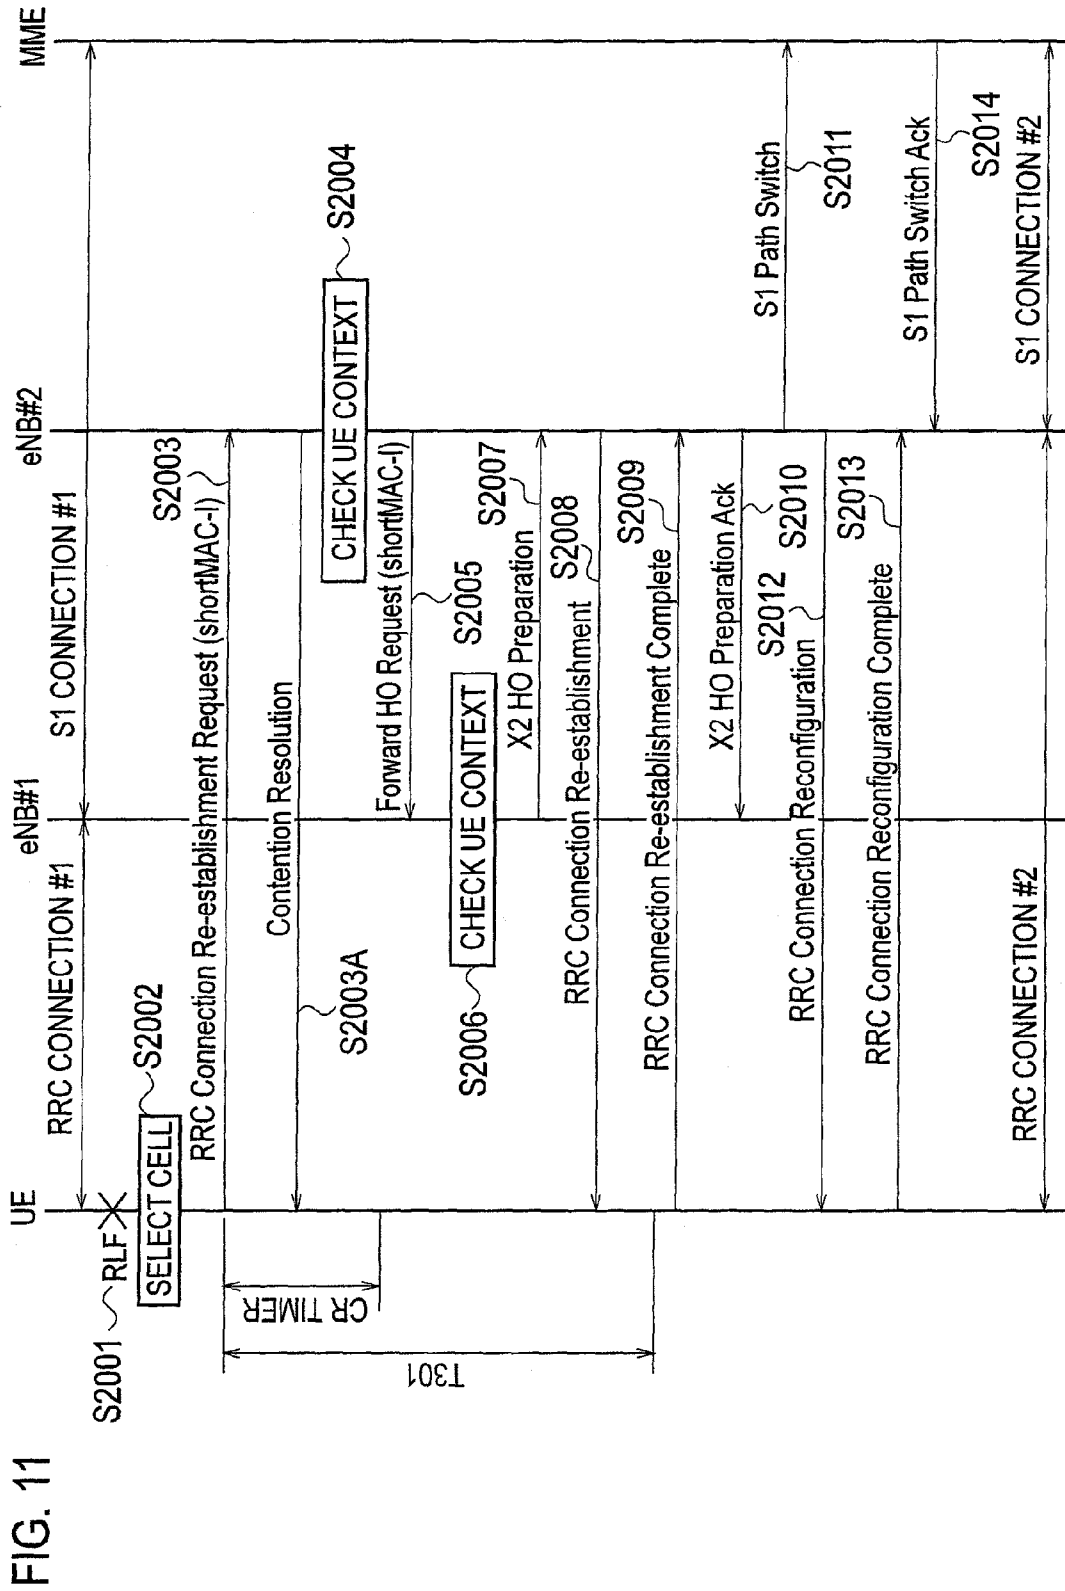 FIG. 11
UE
eNB#1
eNB#2
MME
RRC CONNECTION #1
S1 CONNECTION #1
S2001
RLF
SELECT CELL
S2002
RRC Connection Re-establishment Request (shortMAC-I)
S2003
Contention Resolution
S2003A
CHECK UE CONTEXT
S2004
Forward HO Request (shortMAC-I)
S2005
CHECK UE CONTEXT
S2006
X2 HO Preparation
S2007
RRC Connection Re-establishment
S2008
RRC Connection Re-establishment Complete
S2009
X2 HO Preparation Ack
S2010
S1 Path Switch
S2011
RRC Connection Reconfiguration
S2012
RRC Connection Reconfiguration Complete
S2013
S1 Path Switch Ack
S2014
RRC CONNECTION #2
S1 CONNECTION #2
CR TIMER
T301